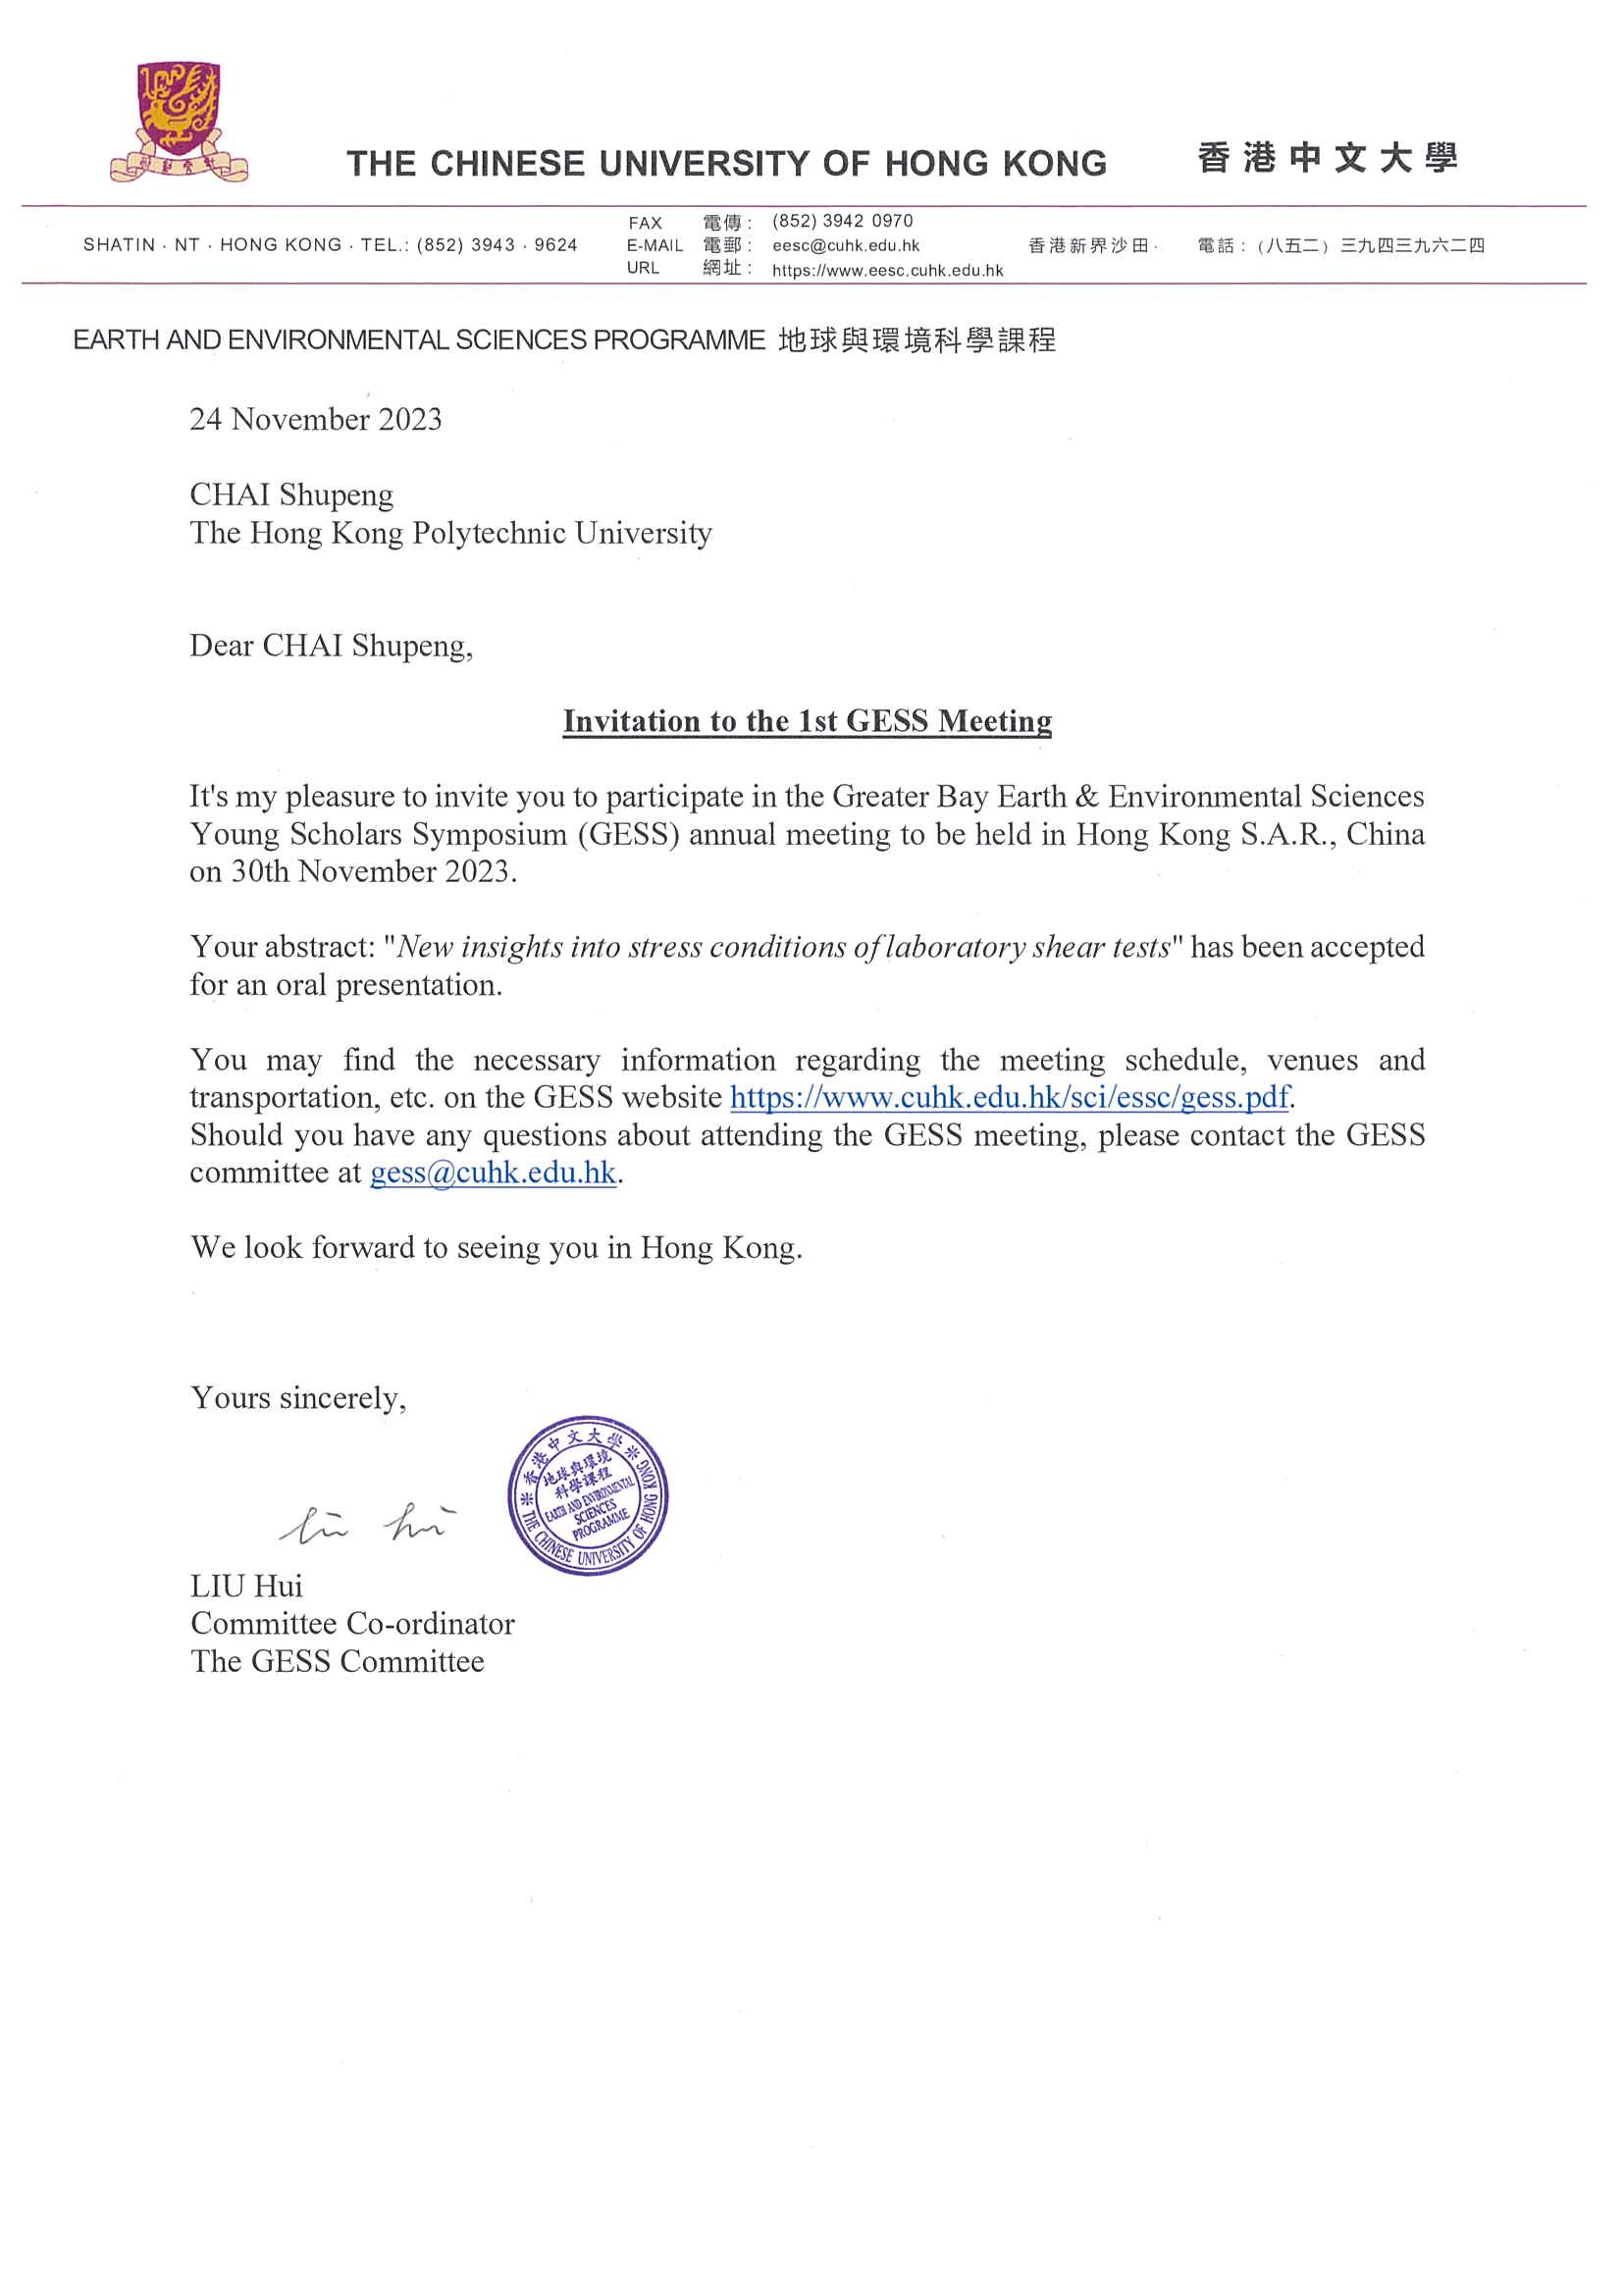 THE CHINESE UNIVERSITY OF HONG KONG 香港中文大學
SHATIN · NT · HONG KONG · TEL.: (852) 3943 · 9624
FAX 電傳 : (852) 3942 0970
E-MAIL 電郵 : eesc@cuhk.edu.hk
URL 網址 : https://www.eesc.cuhk.edu.hk
香港新界沙田 · 電話 : (八五二) 三九四三九六二四
EARTH AND ENVIRONMENTAL SCIENCES PROGRAMME 地球與環境科學課程
24 November 2023
CHAI Shupeng
The Hong Kong Polytechnic University
Dear CHAI Shupeng,
Invitation to the 1st GESS Meeting
It's my pleasure to invite you to participate in the Greater Bay Earth & Environmental Sciences
Young Scholars Symposium (GESS) annual meeting to be held in Hong Kong S.A.R., China
on 30th November 2023.
Your abstract: "New insights into stress conditions of laboratory shear tests" has been accepted
for an oral presentation.
You may find the necessary information regarding the meeting schedule, venues and
transportation, etc. on the GESS website https://www.cuhk.edu.hk/sci/essc/gess.pdf.
Should you have any questions about attending the GESS meeting, please contact the GESS
committee at gess@cuhk.edu.hk.
We look forward to seeing you in Hong Kong.
Yours sincerely,
香港中文大學
地球與環境
科學課程
EARTH AND ENVIRONMENTAL
SCIENCES
PROGRAMME
THE CHINESE UNIVERSITY OF HONG KONG
Liu Hui
LIU Hui
Committee Co-ordinator
The GESS Committee